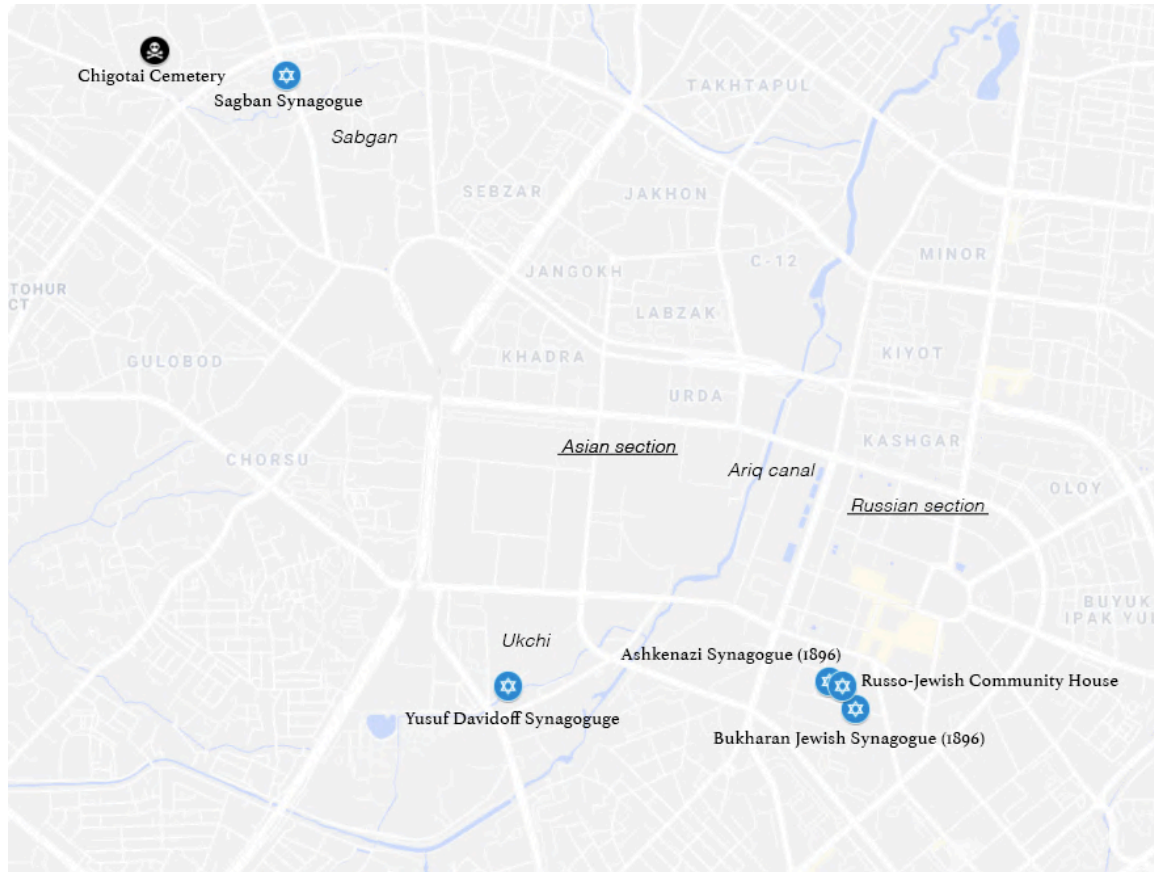 Chigotai Cemetery
Sagban Synagogue
TAKHTAPUL
Sabgan
SEBZAR
JAKHON
MINOR
C-12
JANGOKH
TOHUR
CT
LABZAK
KIYOT
KHADRA
GULOBOD
URDA
KASHGAR
Asian section
CHORSU
Ariq canal
OLOY
Russian section
BUYUK
IPAK YUL
Ukchi
Ashkenazi Synagogue (1896)
Russo-Jewish Community House
Yusuf Davidoff Synagoguge
Bukharan Jewish Synagogue (1896)